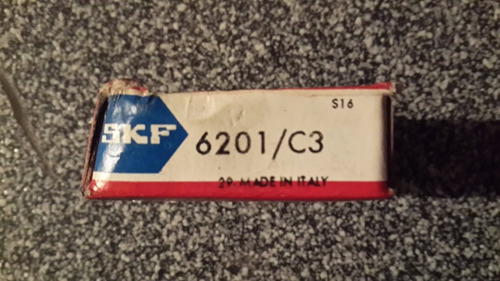 S16
SKF 6201/C3
29 MADE IN ITALY